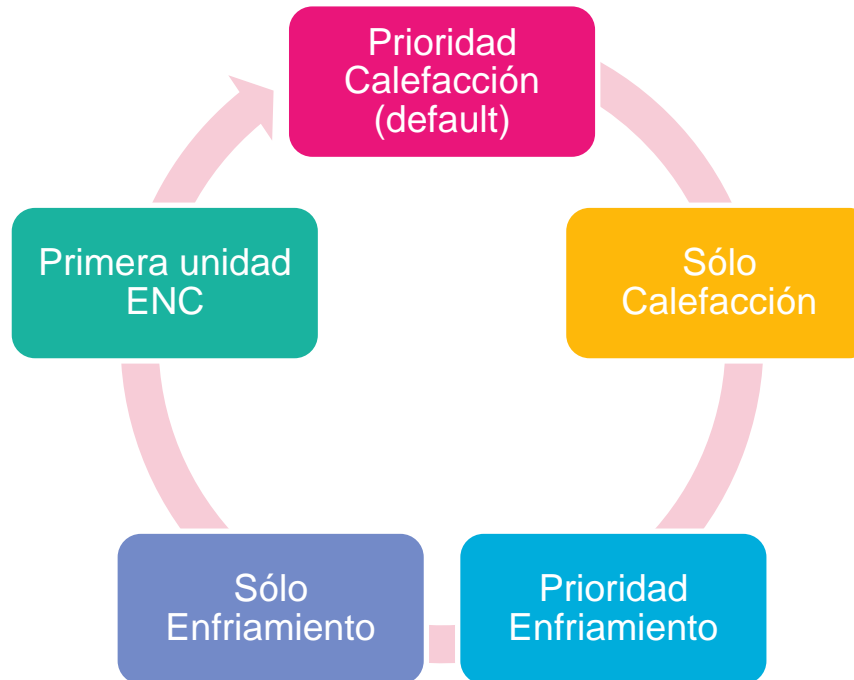 Prioridad
Calefacción
(default)
Sólo
Calefacción
Prioridad
Enfriamiento
Sólo
Enfriamiento
Primera unidad
ENC